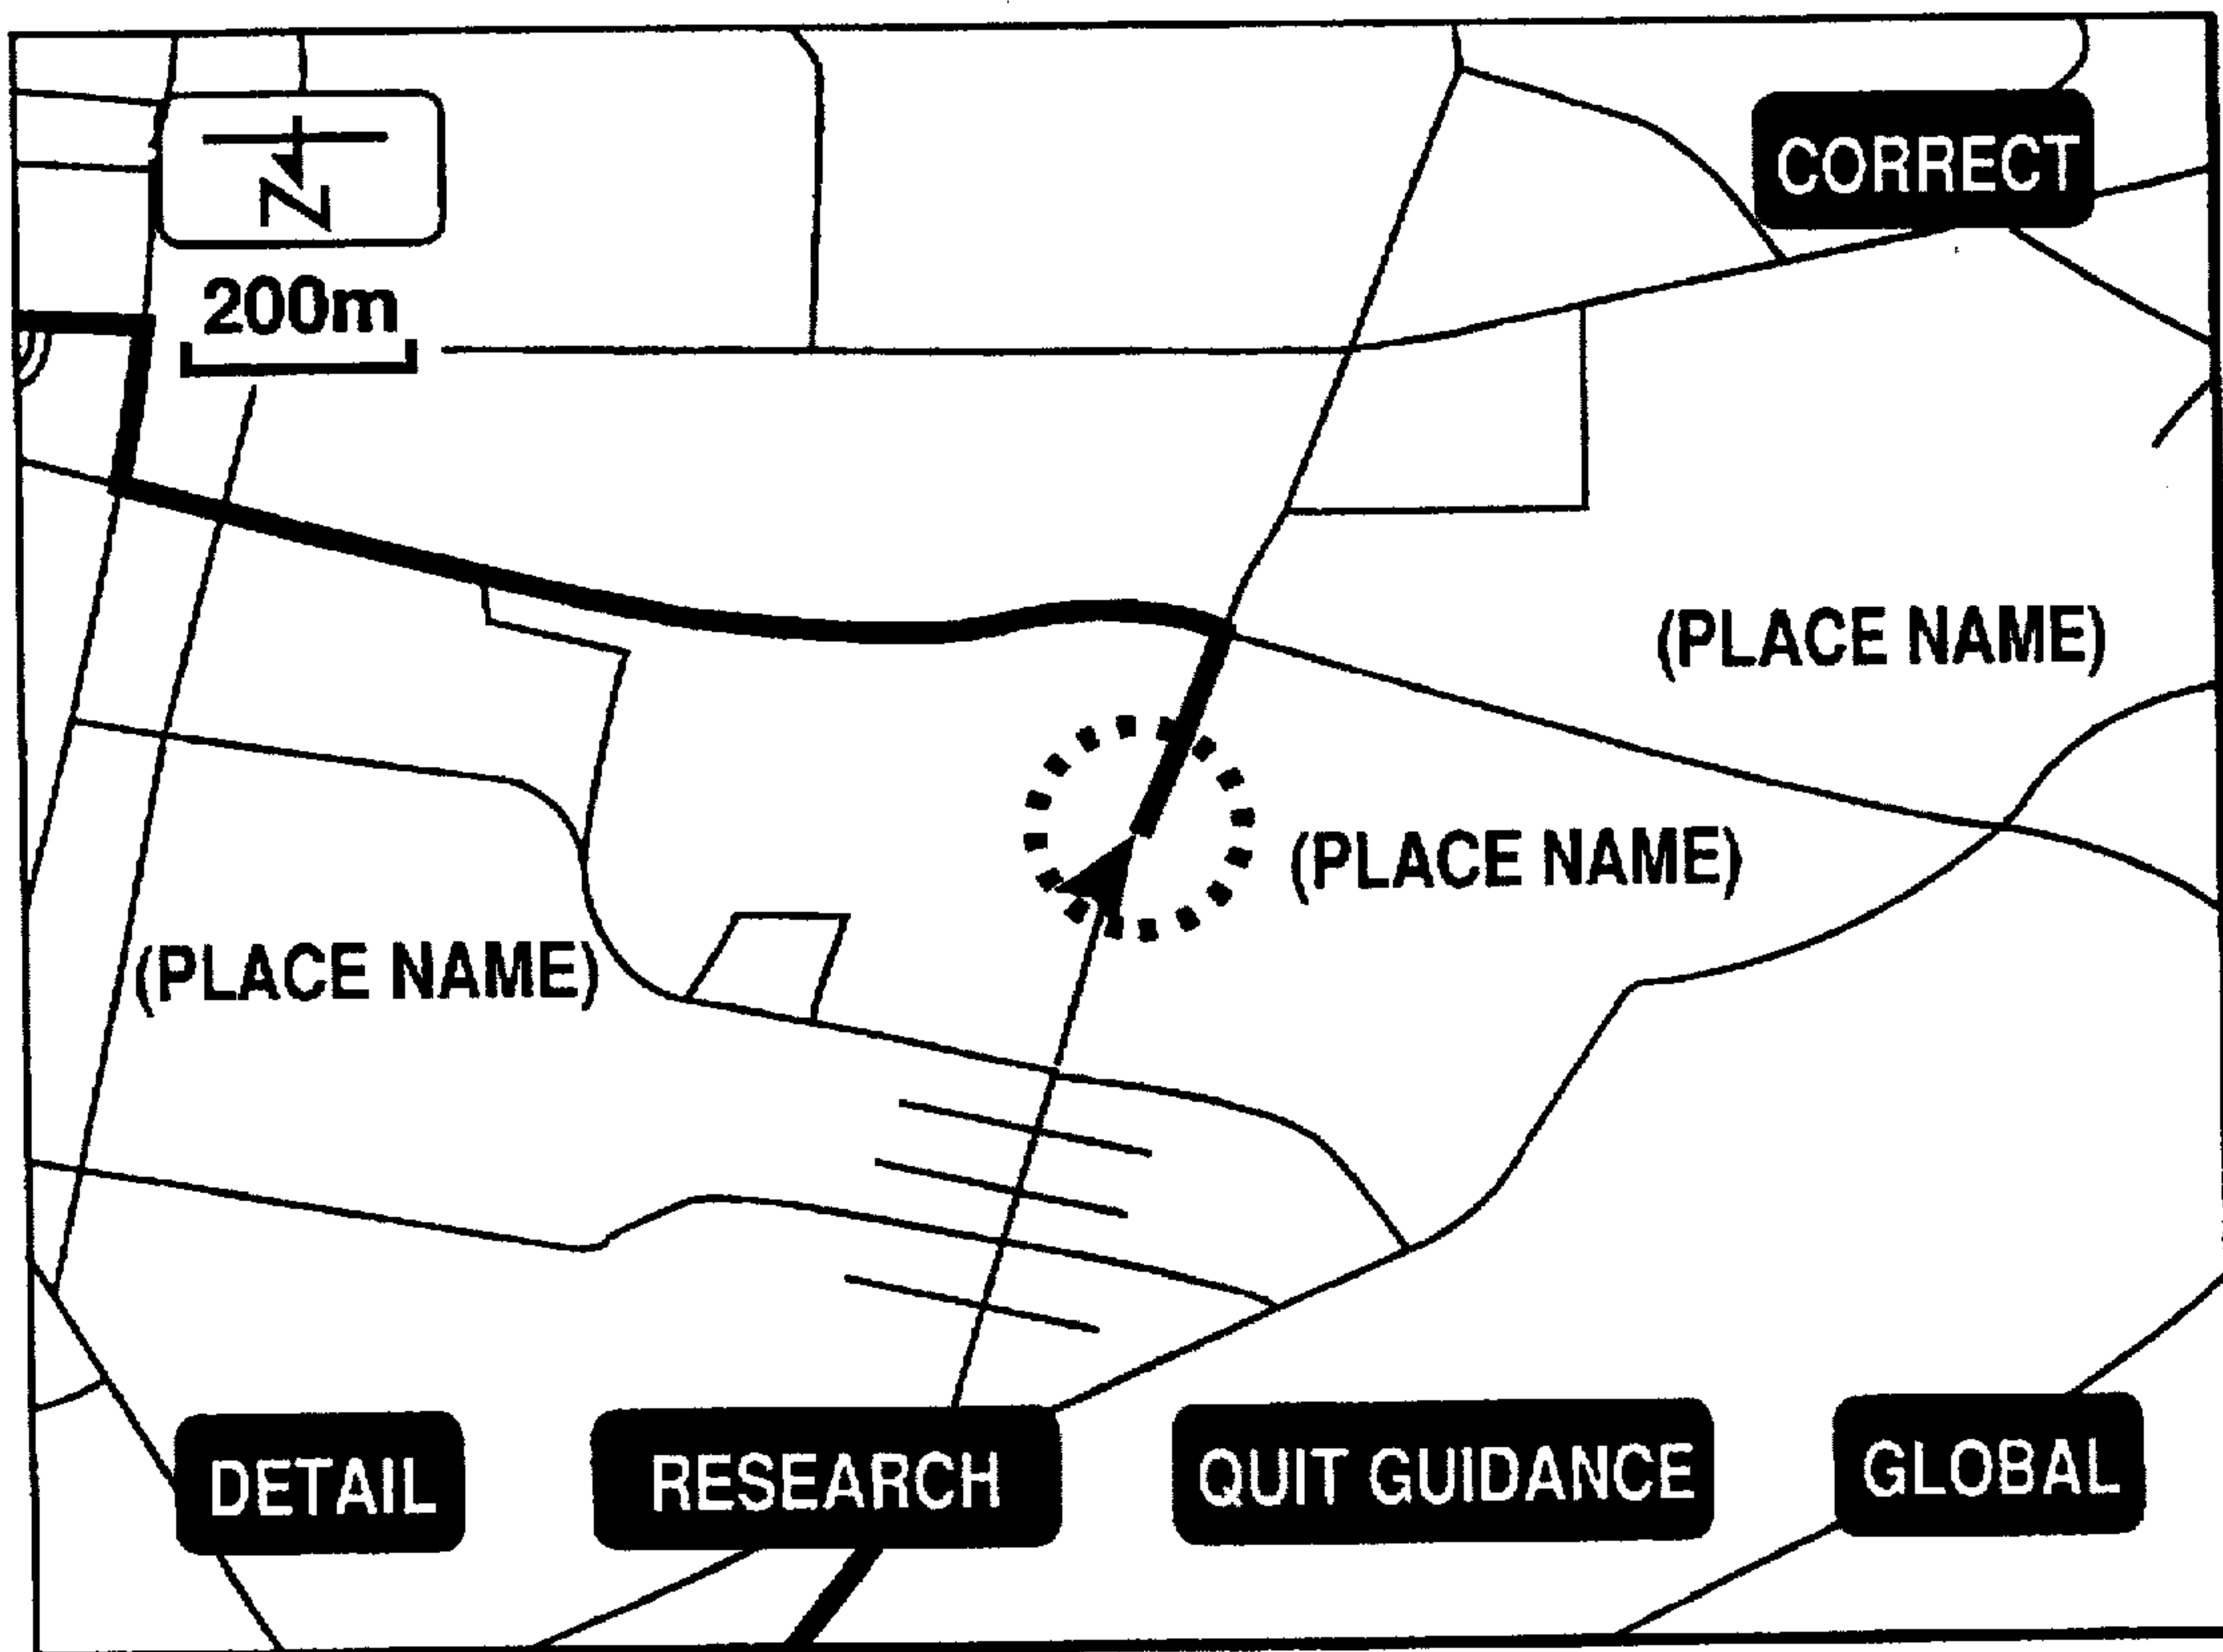 CORRECT
N
200m
(PLACE NAME)
(PLACE NAME)
(PLACE NAME)
DETAIL
RESEARCH
QUIT GUIDANCE
GLOBAL